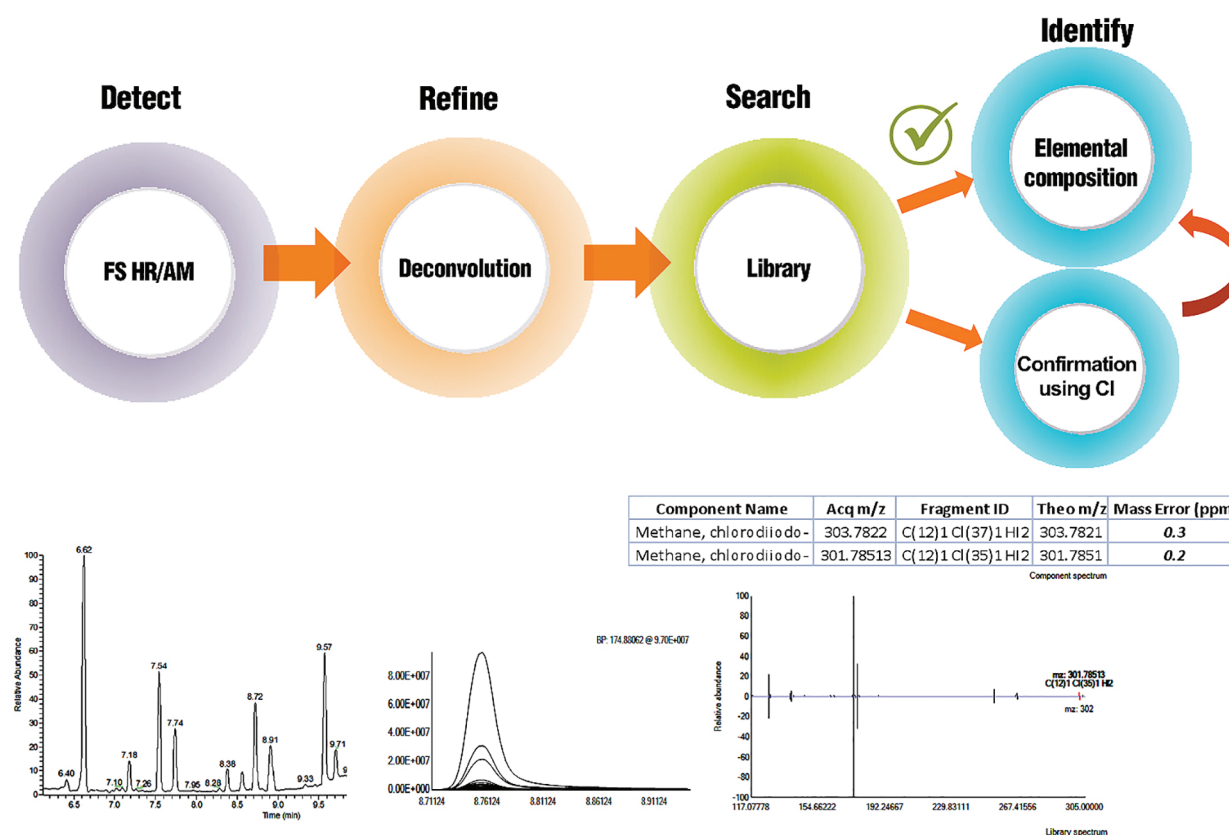 Detect
Refine
Search
Identify
FS HR/AM
Deconvolution
Library
Elemental
composition
Confirmation
using CI
Component Name Acq m/z Fragment ID Theo m/z Mass Error (ppm
Methane, chlorodiiodo- 303.7822 C(12)1 Cl(37)1 HI2 303.7821 0.3
Methane, chlorodiiodo- 301.78513 C(12)1 Cl(35)1 HI2 301.7851 0.2
Relative Abundance
100
90
80
70
60
50
40
30
20
10
0
6.40
6.62
7.10
7.18
7.26
7.54
7.74
7.95
8.28
8.38
8.72
8.91
9.33
9.57
9.71
9
6.5 7.0 7.5 8.0 8.5 9.0 9.5
Time (min)
BP: 174.88062 @ 9.70E+007
8.00E+007
6.00E+007
4.00E+007
2.00E+007
0.00E+000
8.71124 8.76124 8.81124 8.86124 8.91124
Component spectrum
Relative abundance
100
80
60
40
20
0
-20
-40
-60
-80
-100
mz: 301.78513
C(12)1 Cl(35)1 HI2
mz: 302
117.07778 154.66222 192.24667 229.83111 267.41556 305.00000
Library spectrum